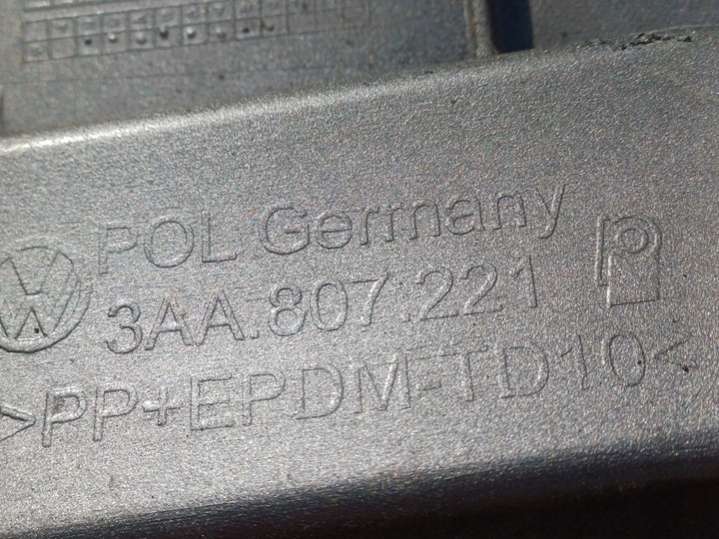 POL Germany
3AA.807.221
>PP+EPDM-TD10<